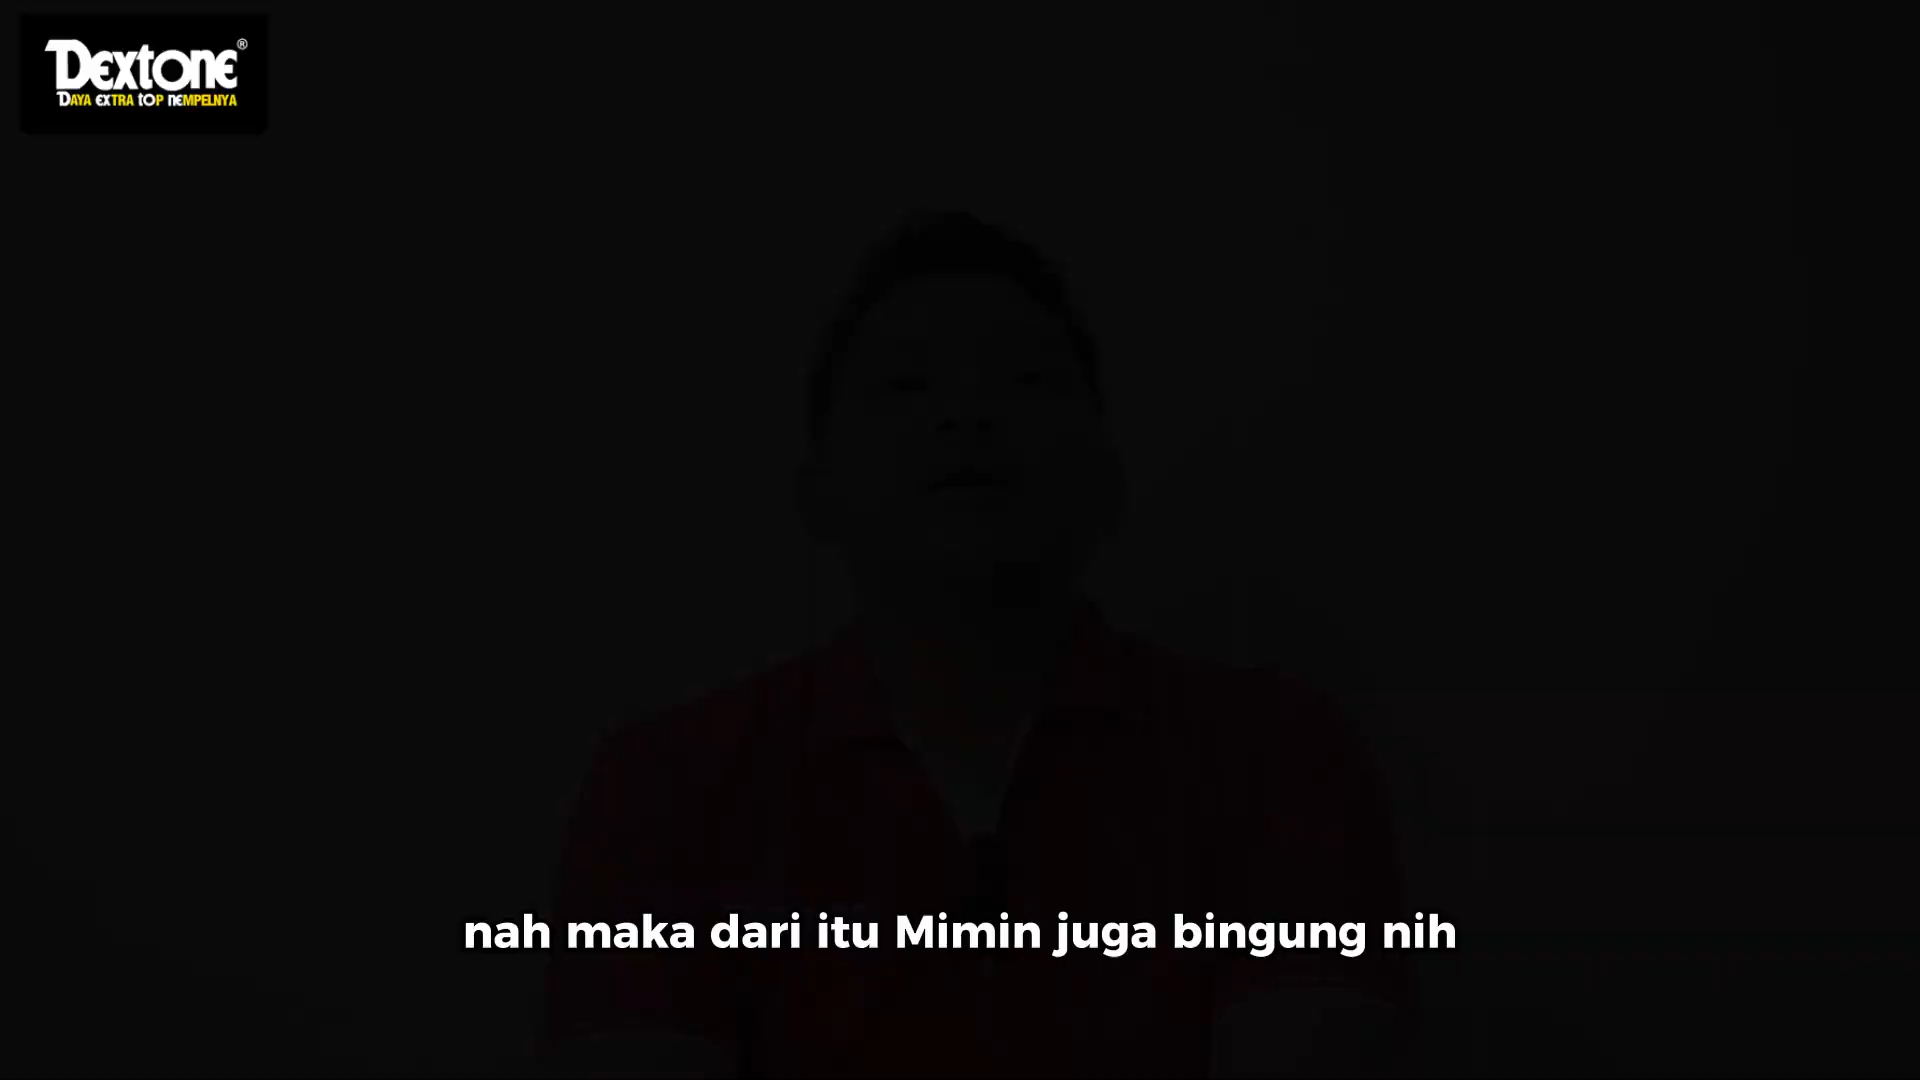 Dextone®
Daya extra top nempelnya
nah maka dari itu Mimin juga bingung nih